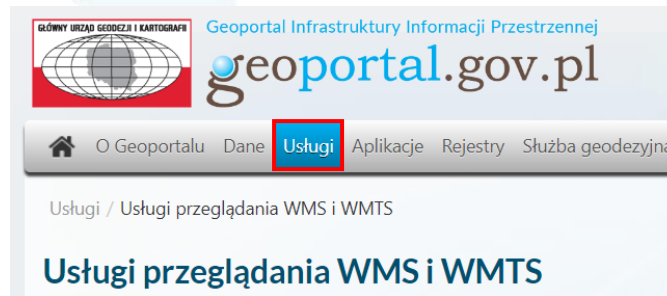 GŁÓWNY URZĄD GEODEZJI I KARTOGRAFII
Geoportal Infrastruktury Informacji Przestrzennej
geoportal.gov.pl
O Geoportalu Dane Usługi Aplikacje Rejestry Służba geodezyjna
Usługi / Usługi przeglądania WMS i WMTS
Usługi przeglądania WMS i WMTS